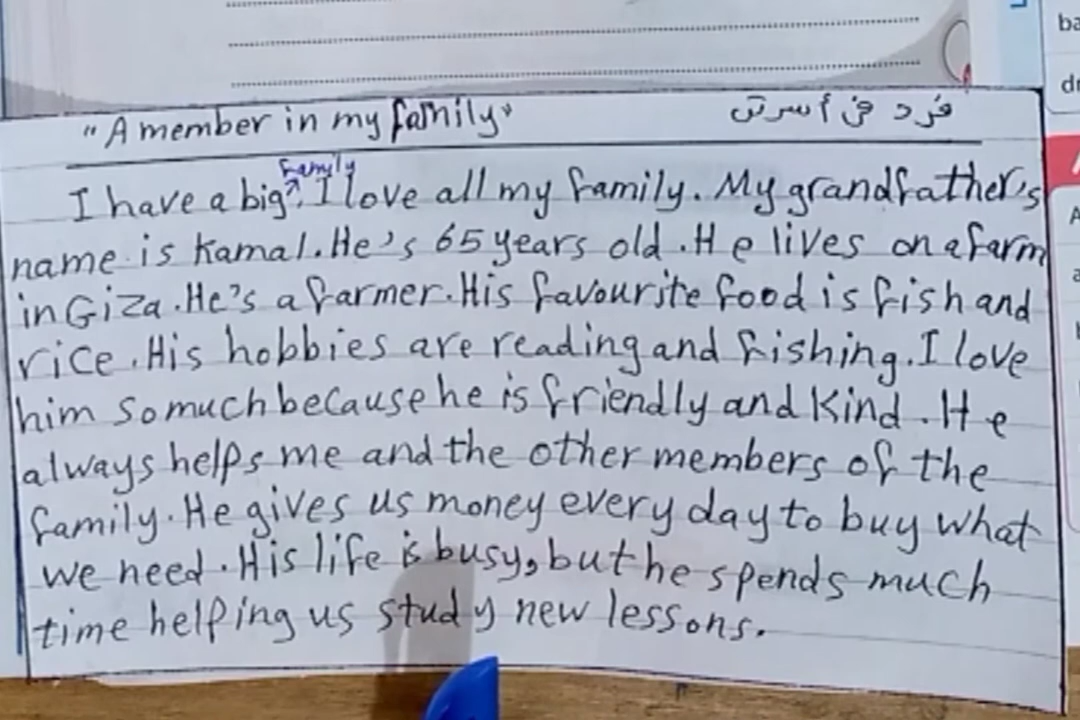 "A member in my family"
فرد في أسرتي
family
I have a big. I love all my family. My grandfather's
name is Kamal. He's 65 years old. He lives on a farm
in Giza. He's a farmer. His favourite food is fish and
rice. His hobbies are reading and fishing. I love
him so much because he is friendly and kind. He
always helps me and the other members of the
family. He gives us money every day to buy what
we need. His life is busy, but he spends much
time helping us study new lessons.